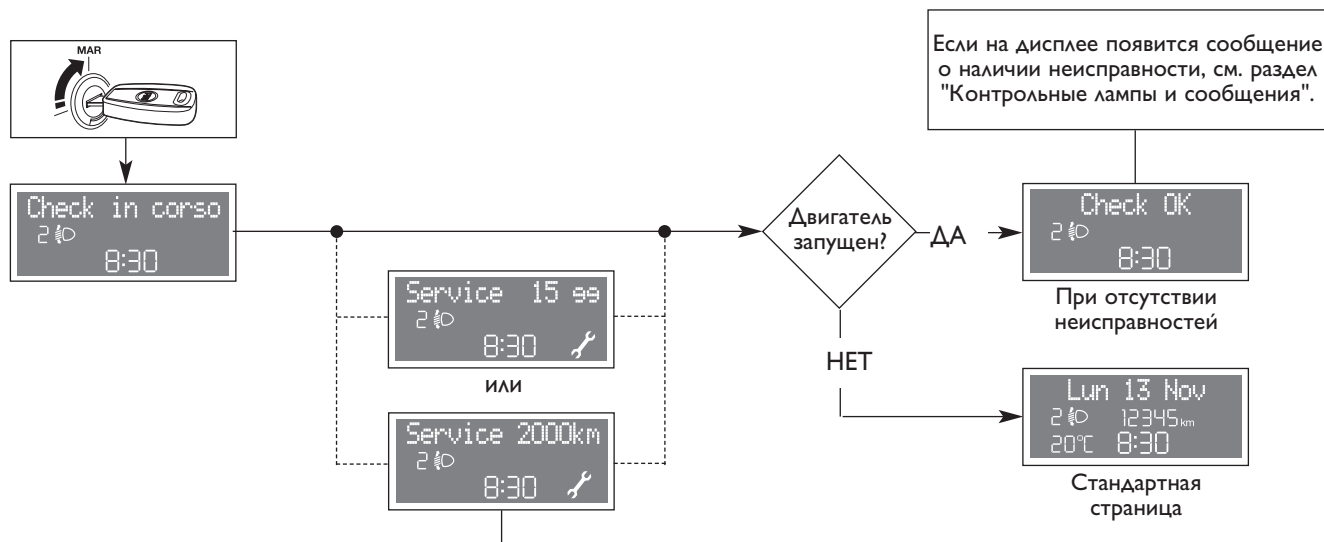 MAR
Check in corso
2
8:30
Service 15 gg
2
8:30
или
Service 2000km
2
8:30
Двигатель
запущен?
ДА
НЕТ
Если на дисплее появится сообщение
о наличии неисправности, см. раздел
"Контрольные лампы и сообщения".
Check OK
2
8:30
При отсутствии
неисправностей
Lun 13 Nov
2 12345 km
20°C 8:30
Стандартная
страница